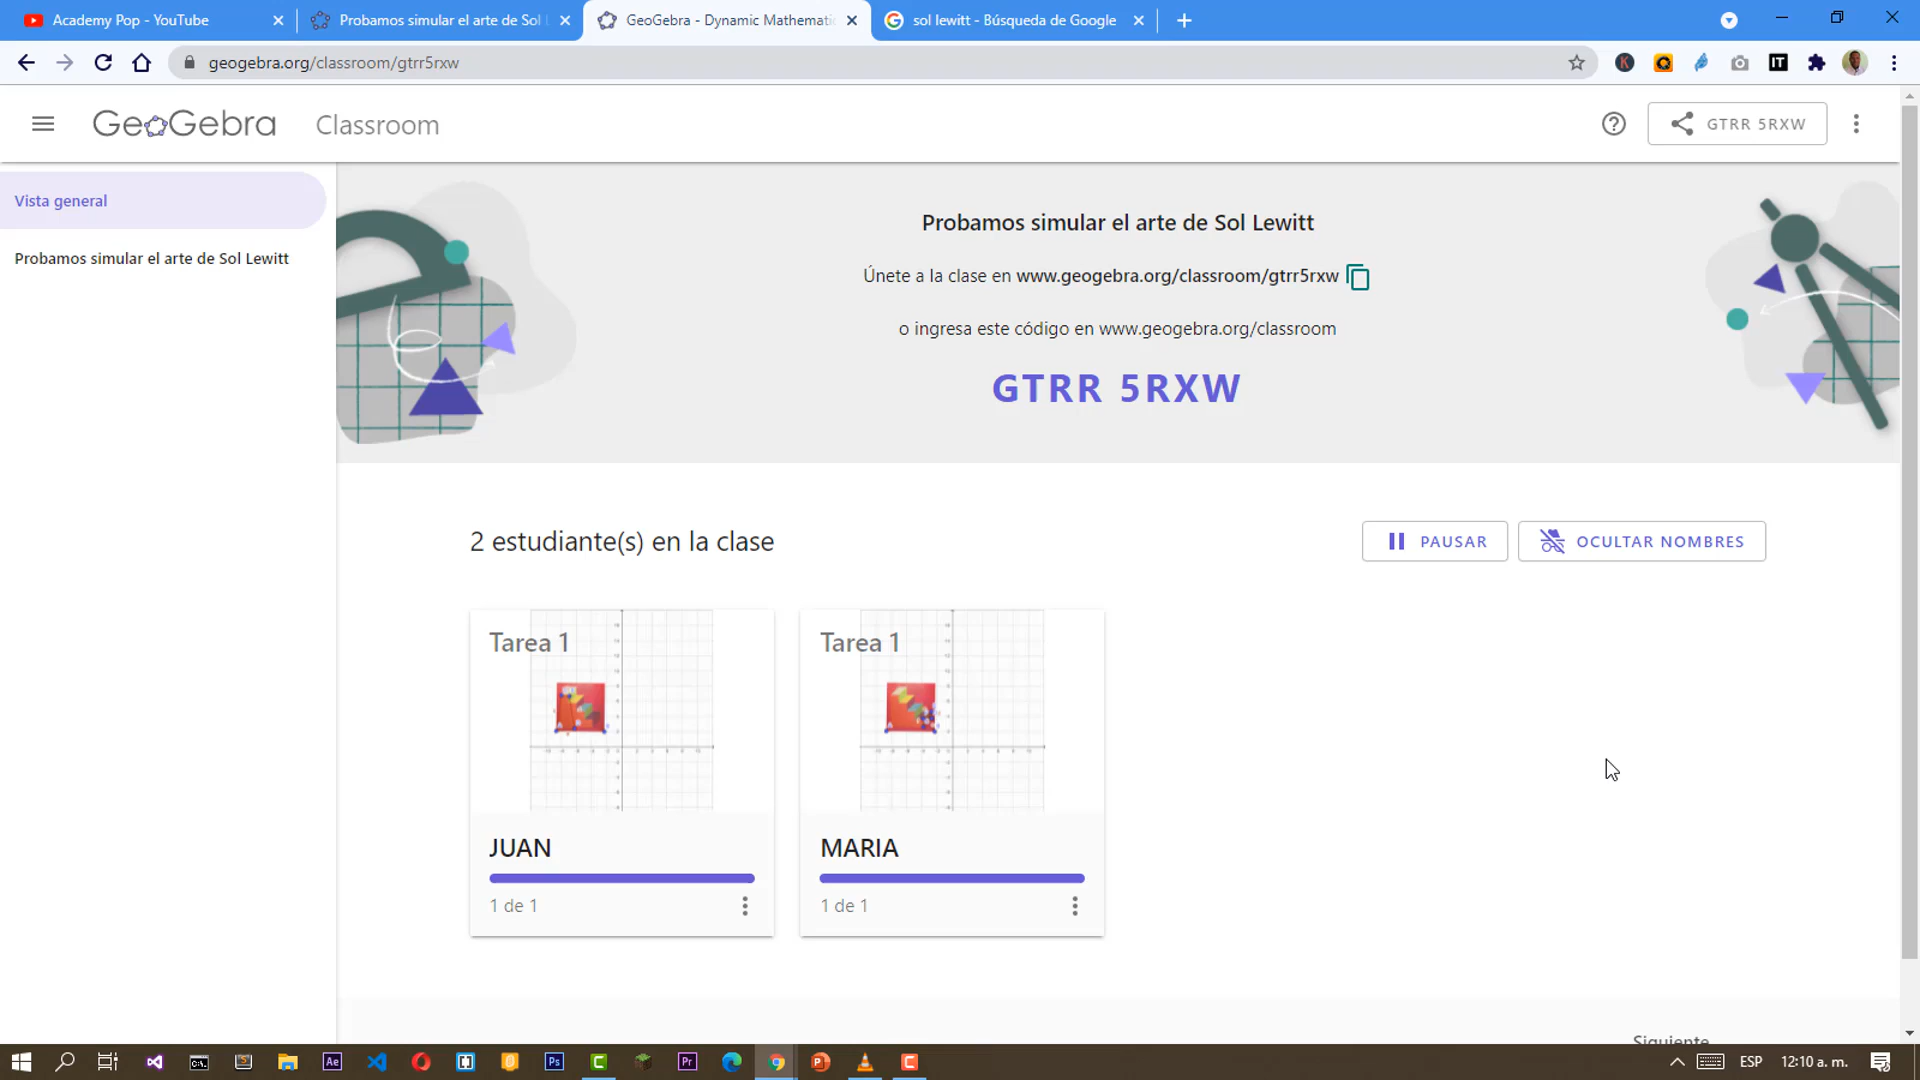 Academy Pop - YouTube
Probamos simular el arte de Sol L
GeoGebra - Dynamic Mathemati
sol lewitt - Búsqueda de Google
geogebra.org/classroom/gtrr5rxw
GeoGebra Classroom
GTRR 5RXW
Vista general
Probamos simular el arte de Sol Lewitt
Probamos simular el arte de Sol Lewitt
Únete a la clase en www.geogebra.org/classroom/gtrr5rxw
o ingresa este código en www.geogebra.org/classroom
GTRR 5RXW
2 estudiante(s) en la clase
PAUSAR
OCULTAR NOMBRES
Tarea 1
Tarea 1
JUAN
MARIA
1 de 1
1 de 1
Siguiente
ESP
12:10 a. m.